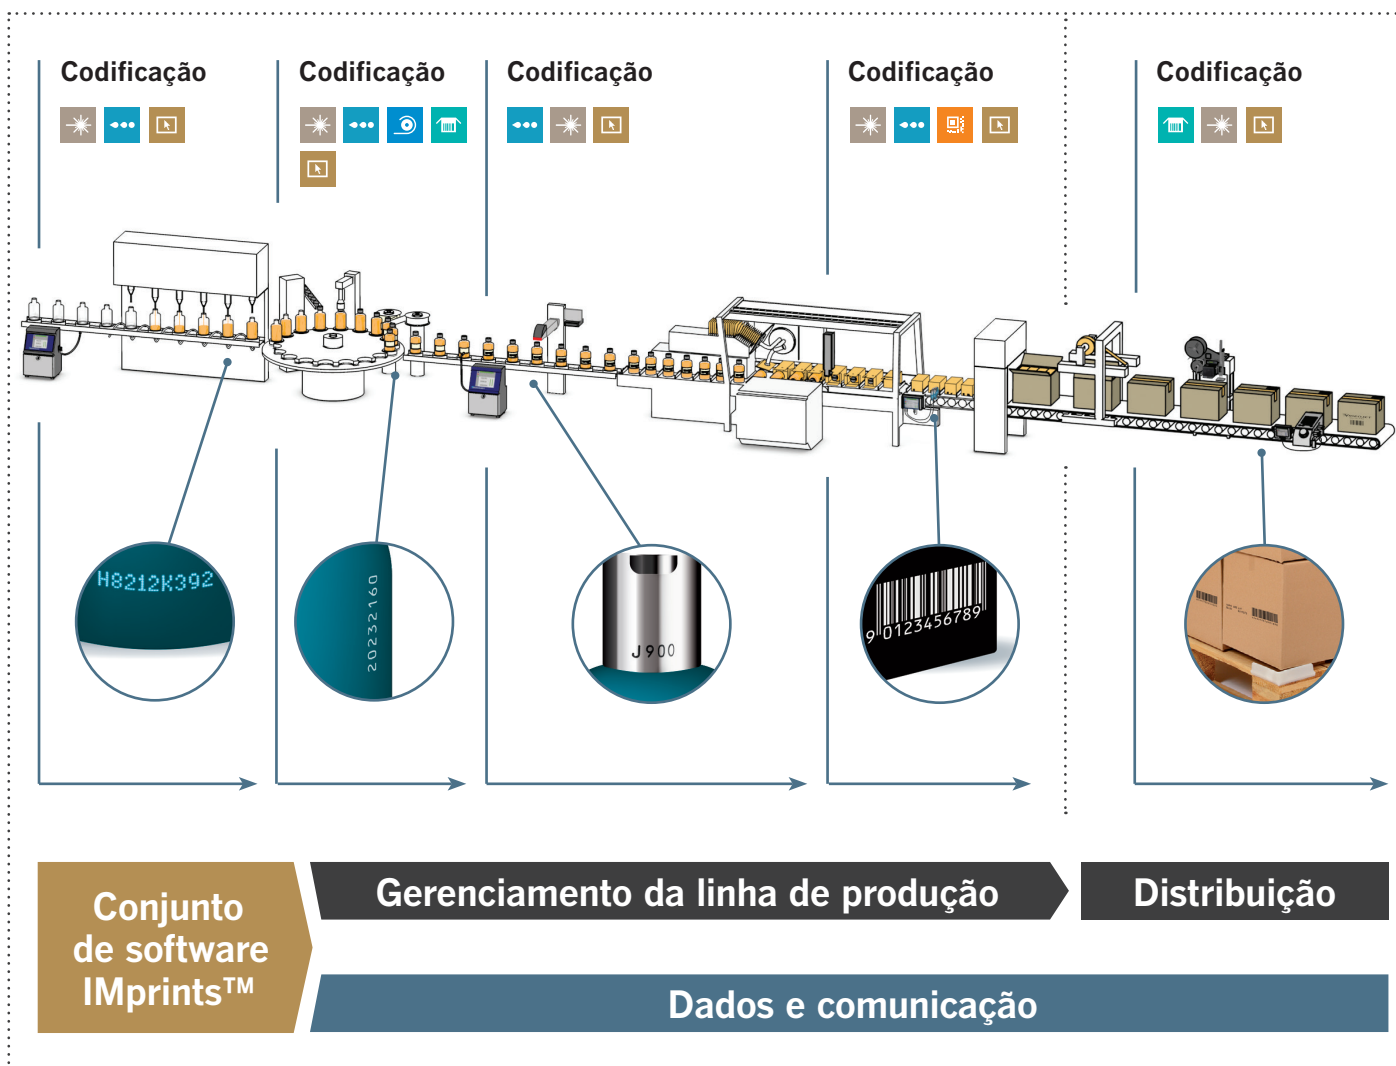 Codificação
Codificação
Codificação
Codificação
Codificação
H8212K392
20232160
J900
9 0123456789
Gerenciamento da linha de produção
Distribuição
Conjunto
de software
IMprints™
Dados e comunicação